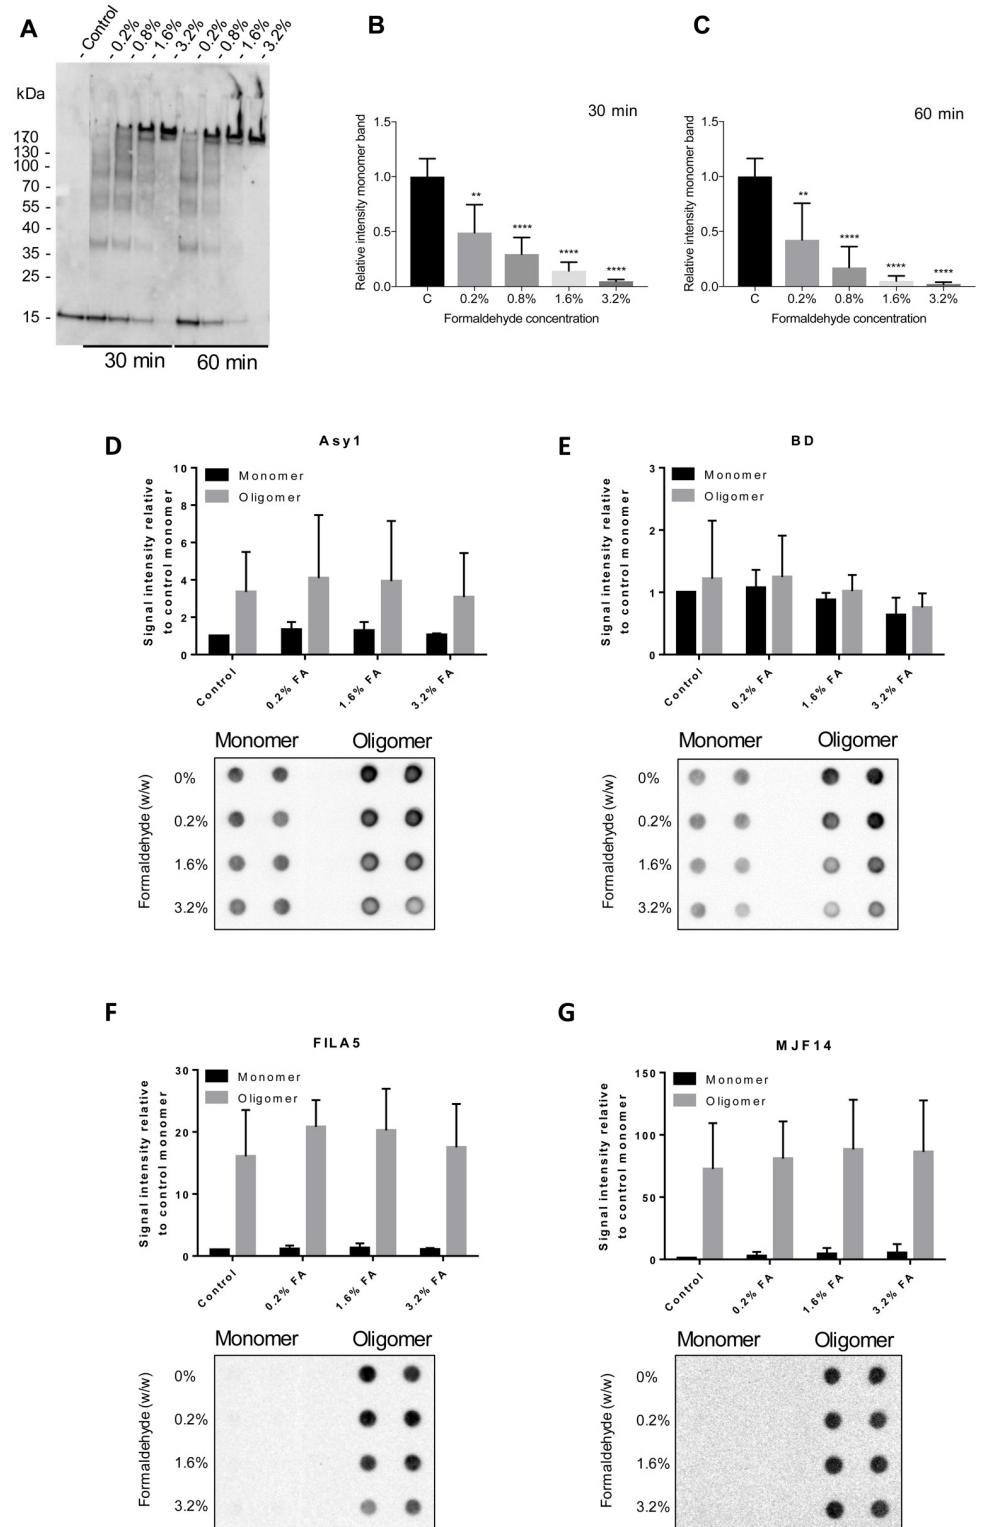 A
- Control
- 0.2%
- 0.8%
- 1.6%
- 3.2%
- 0.2%
- 0.8%
- 1.6%
- 3.2%
kDa
170 -
130 -
100 -
70 -
55 -
40 -
35 -
25 -
15 -
30 min 60 min
B
30 min
Relative intensity monomer band
1.5
1.0
0.5
0.0
** **** **** ****
C 0.2% 0.8% 1.6% 3.2%
Formaldehyde concentration
C
60 min
Relative intensity monomer band
1.5
1.0
0.5
0.0
** **** **** ****
C 0.2% 0.8% 1.6% 3.2%
Formaldehyde concentration
D
Asy1
Signal intensity relative
to control monomer
10
8
6
4
2
0
Monomer
Oligomer
Control 0.2% FA 1.6% FA 3.2% FA
Monomer Oligomer
Formaldehyde (w/w)
0%
0.2%
1.6%
3.2%
E
BD
Signal intensity relative
to control monomer
3
2
1
0
Monomer
Oligomer
Control 0.2% FA 1.6% FA 3.2% FA
Monomer Oligomer
Formaldehyde (w/w)
0%
0.2%
1.6%
3.2%
F
FILA5
Signal intensity relative
to control monomer
30
20
10
0
Monomer
Oligomer
Control 0.2% FA 1.6% FA 3.2% FA
Monomer Oligomer
Formaldehyde (w/w)
0%
0.2%
1.6%
3.2%
G
MJF14
Signal intensity relative
to control monomer
150
100
50
0
Monomer
Oligomer
Control 0.2% FA 1.6% FA 3.2% FA
Monomer Oligomer
Formaldehyde (w/w)
0%
0.2%
1.6%
3.2%